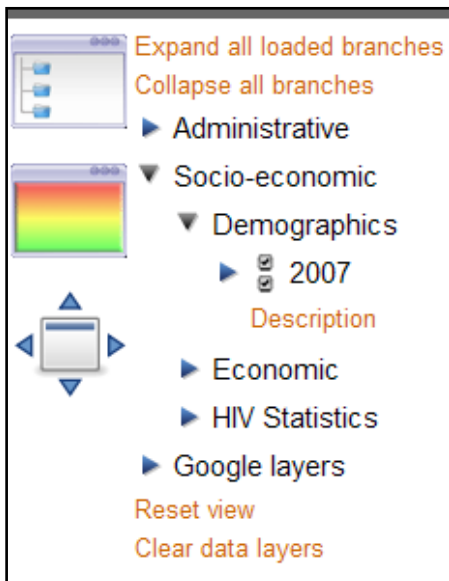 Expand all loaded branches
Collapse all branches
Administrative
Socio-economic
Demographics
2007
Description
Economic
HIV Statistics
Google layers
Reset view
Clear data layers